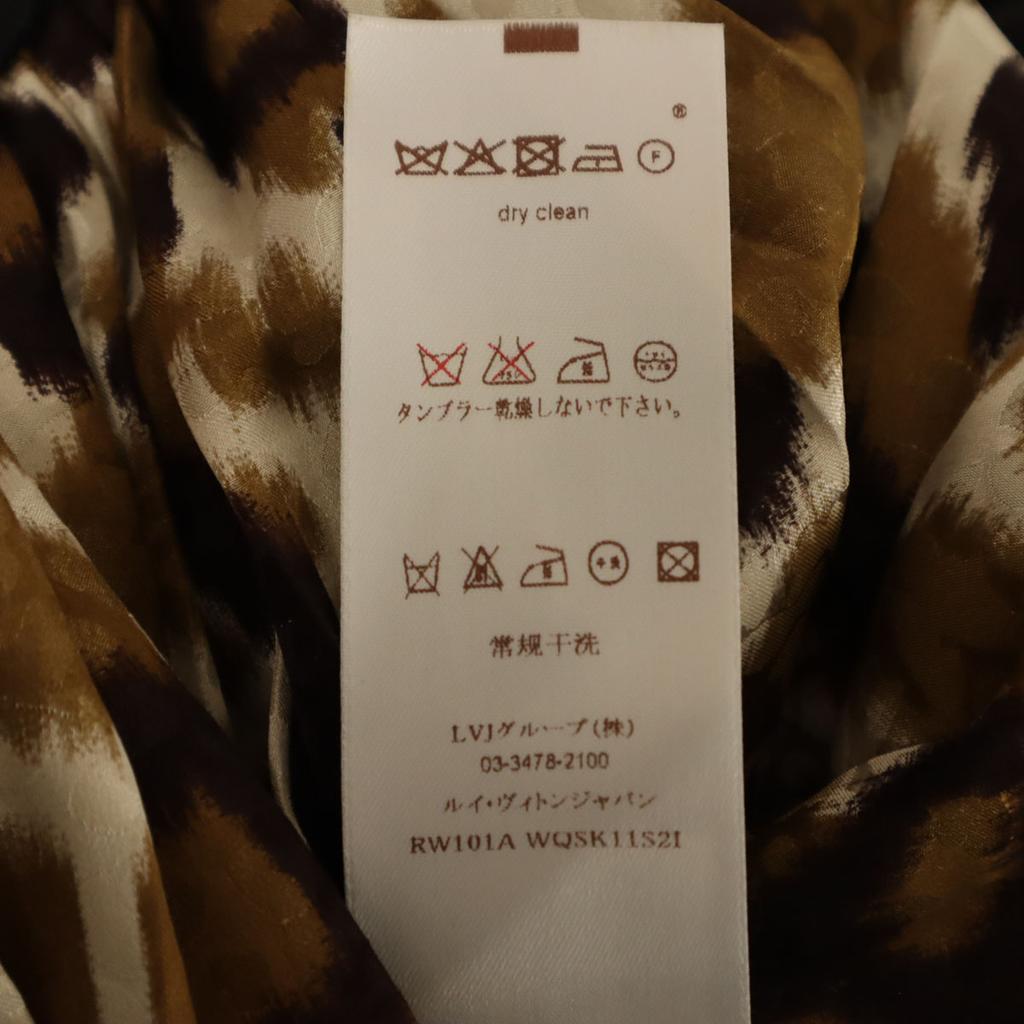 ®
F
dry clean
タンブラー乾燥しないで下さい。
常规干洗
LVJグループ(株)
03-3478-2100
ルイ・ヴィトンジャパン
RW101A WQSK11S2I